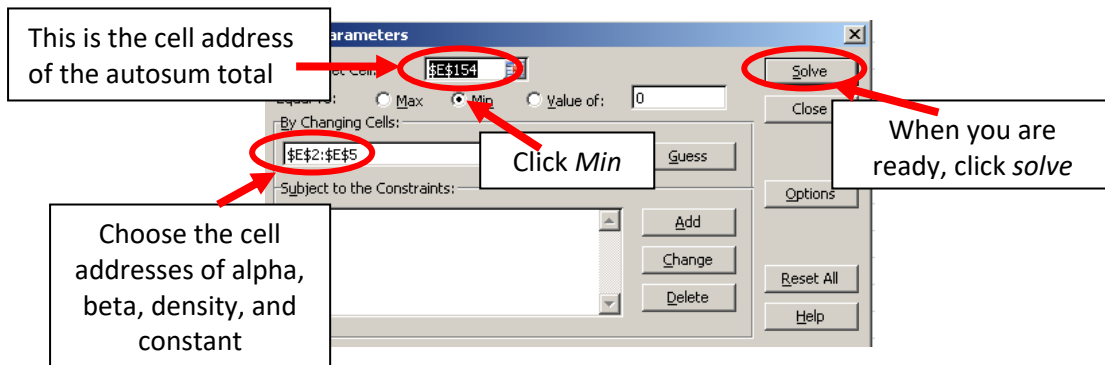 This is the cell address
of the autosum total
arameters
et Cell:
$E$154
Solve
Max
Min
Value of:
0
Close
By Changing Cells:
$E$2:$E$5
Guess
Click Min
When you are
ready, click solve
Subject to the Constraints:
Options
Choose the cell
addresses of alpha,
beta, density, and
constant
Add
Change
Delete
Reset All
Help